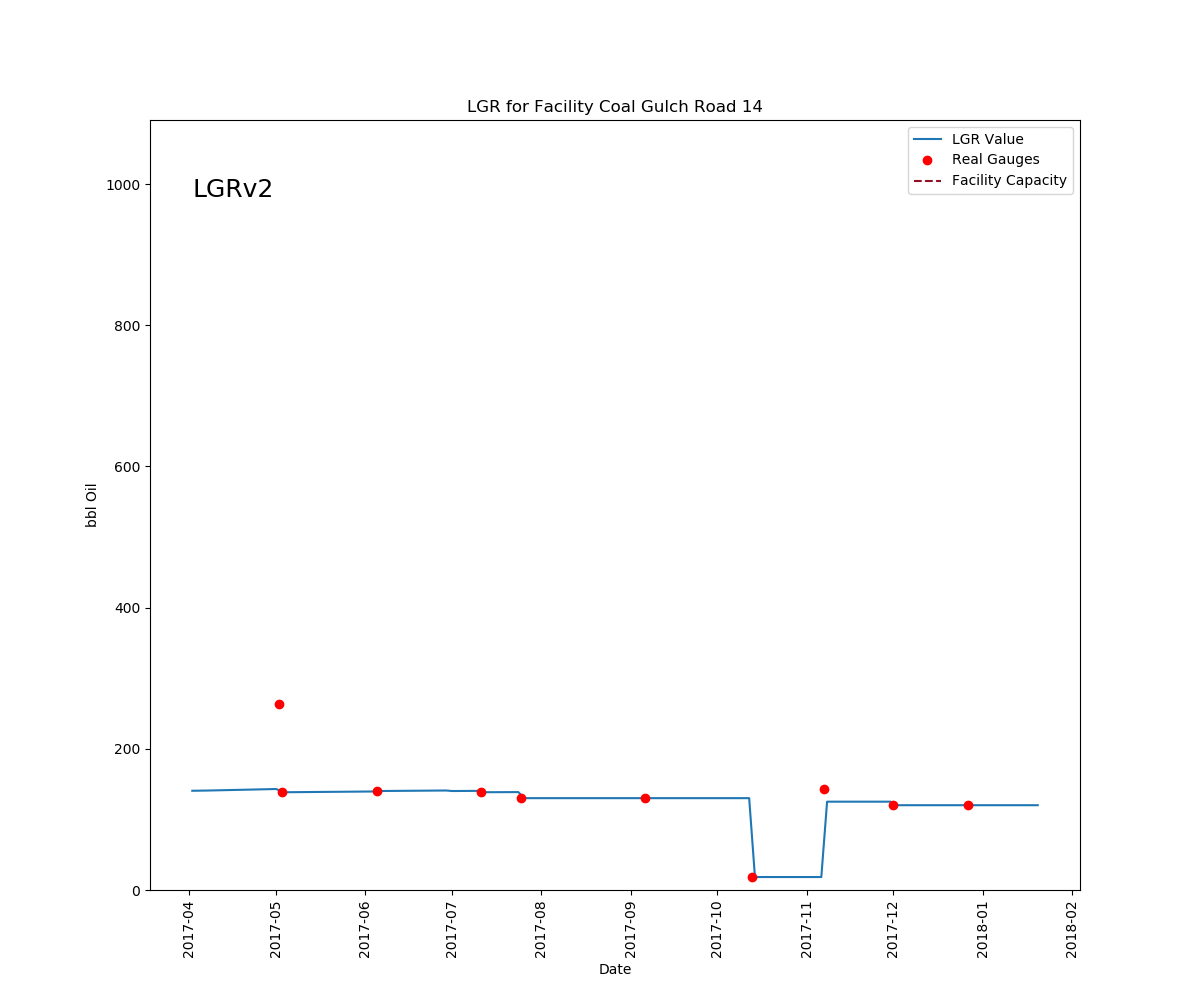 LGR for Facility Coal Gulch Road 14
LGRv2
LGR Value
Real Gauges
Facility Capacity
bbl Oil
1000
800
600
400
200
0
2017-04
2017-05
2017-06
2017-07
2017-08
2017-09
2017-10
2017-11
2017-12
2018-01
2018-02
Date